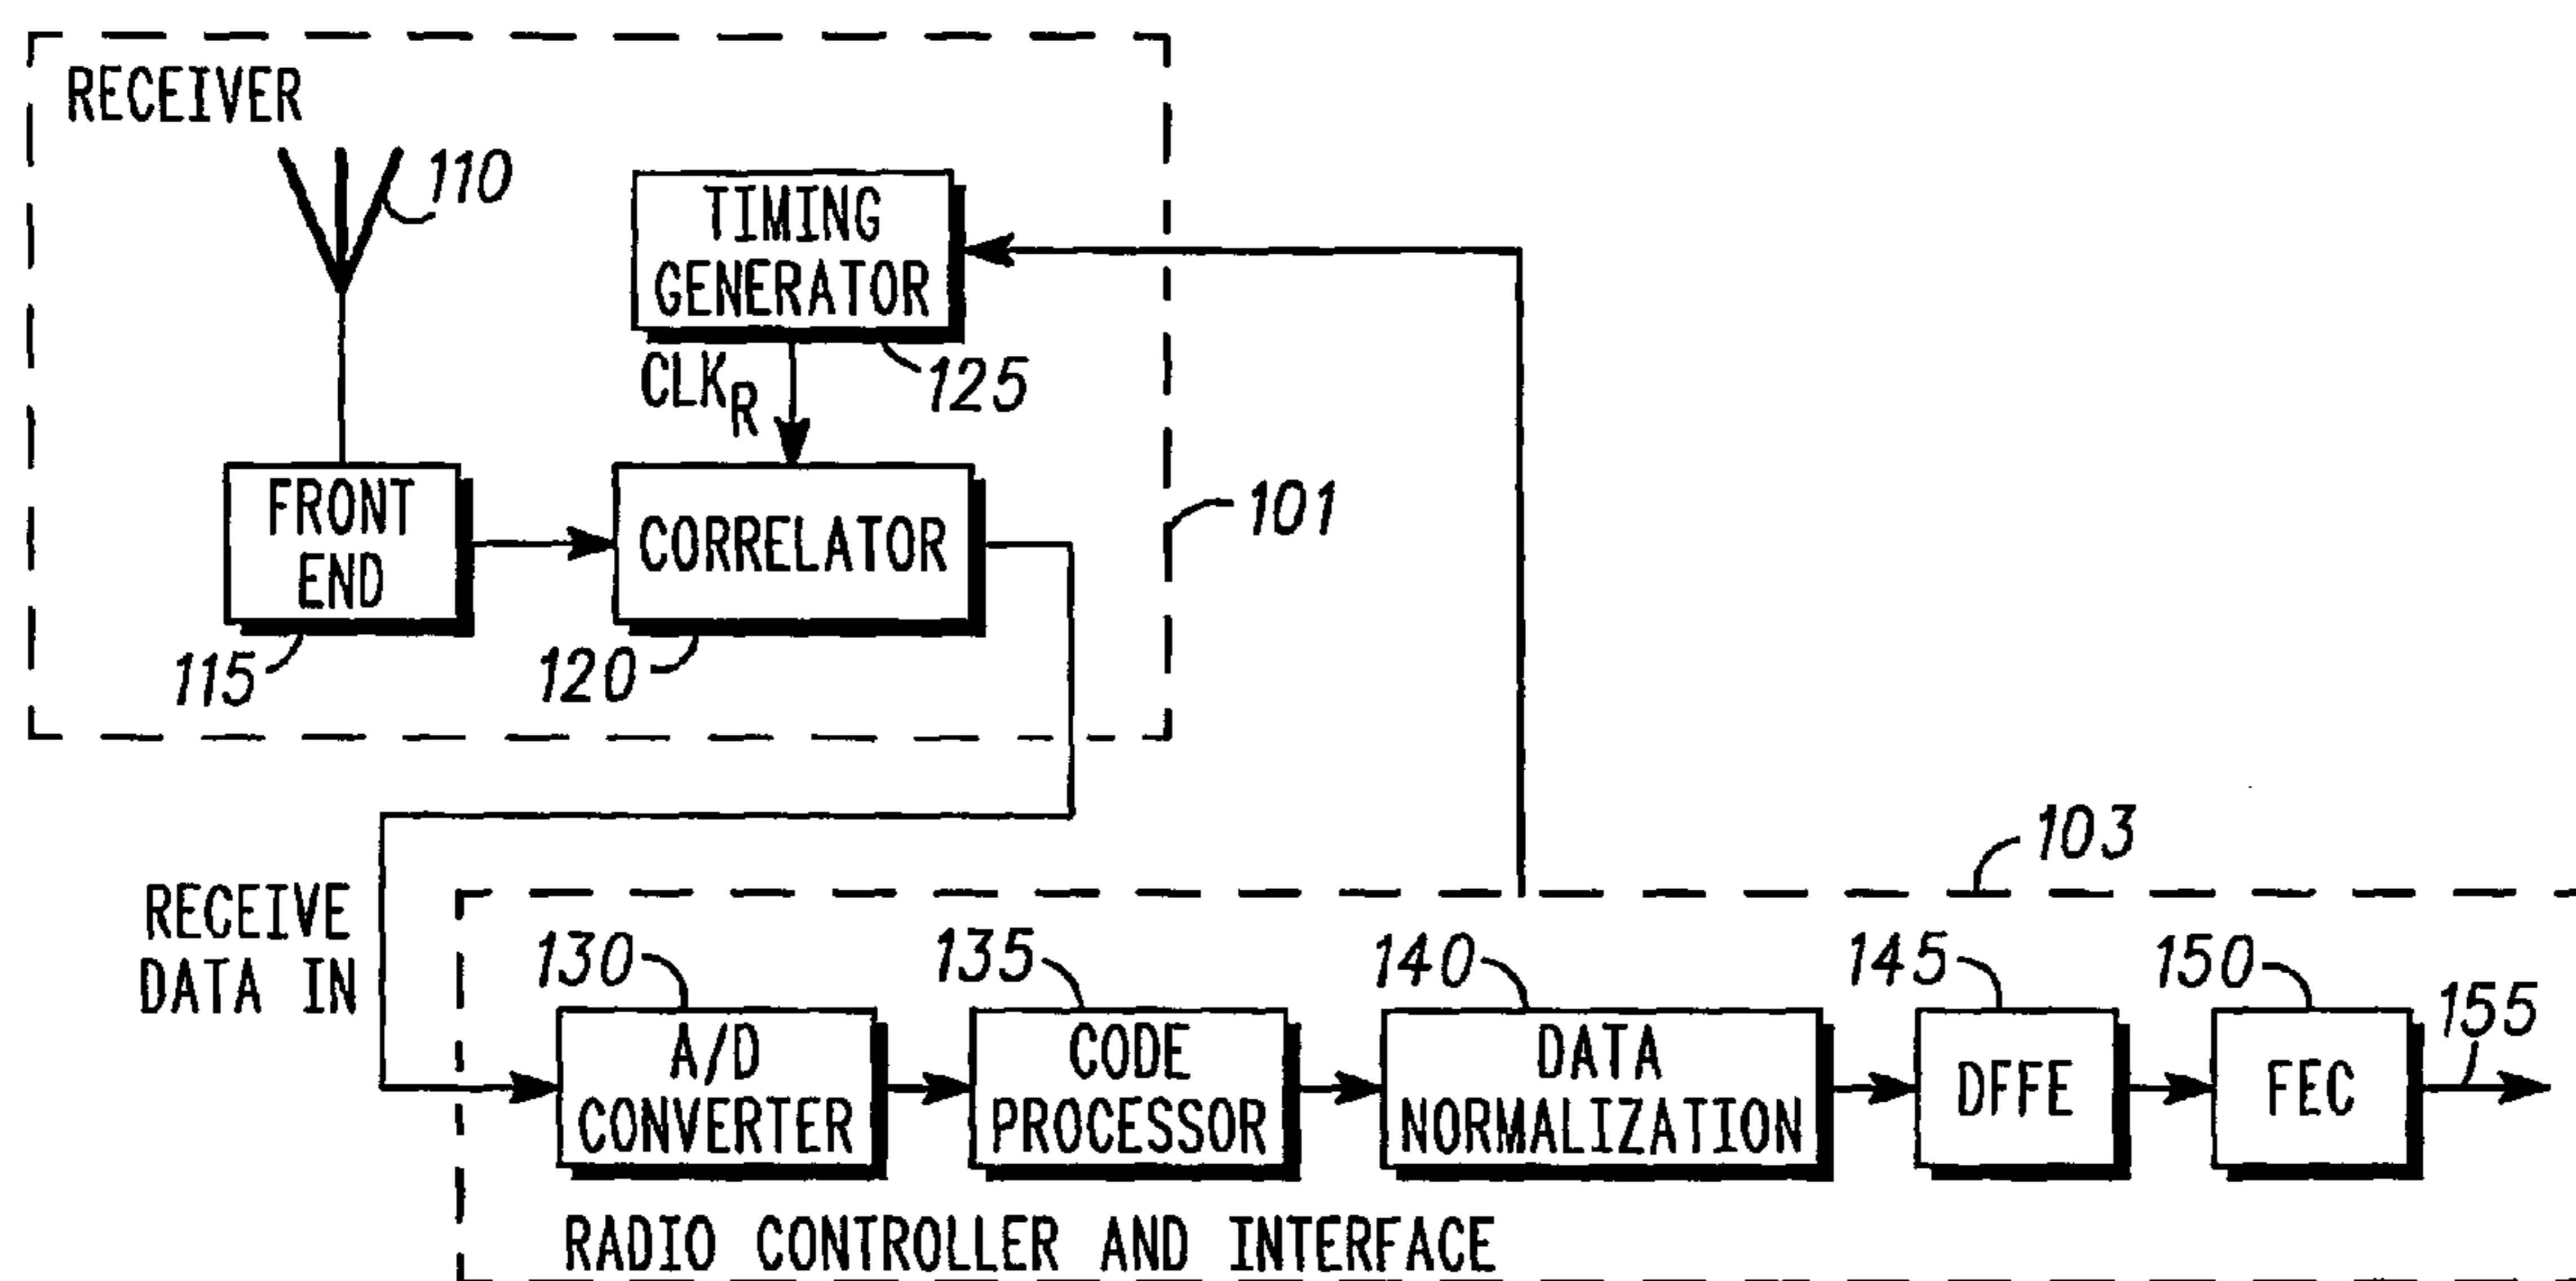 RECEIVER
110
TIMING
GENERATOR
125
CLKR
FRONT
END
115
CORRELATOR
120
101
103
RECEIVE
DATA IN
130
A/D
CONVERTER
135
CODE
PROCESSOR
140
DATA
NORMALIZATION
145
DFFE
150
FEC
155
RADIO CONTROLLER AND INTERFACE